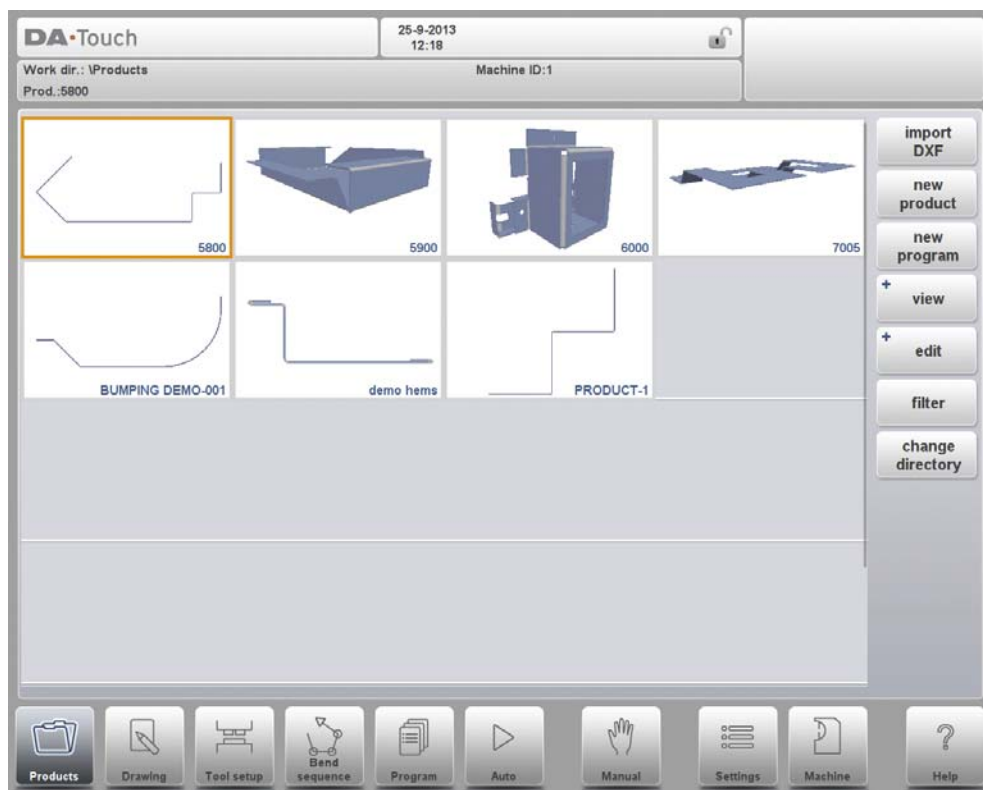 DA•Touch
25-9-2013
12:18
Work dir.: \Products
Machine ID:1
Prod.:5800
5800
5900
6000
7005
BUMPING DEMO-001
demo hems
PRODUCT-1
import
DXF
new
product
new
program
+
view
+
edit
filter
change
directory
Products
Drawing
Tool setup
Bend
sequence
Program
Auto
Manual
Settings
Machine
?
Help